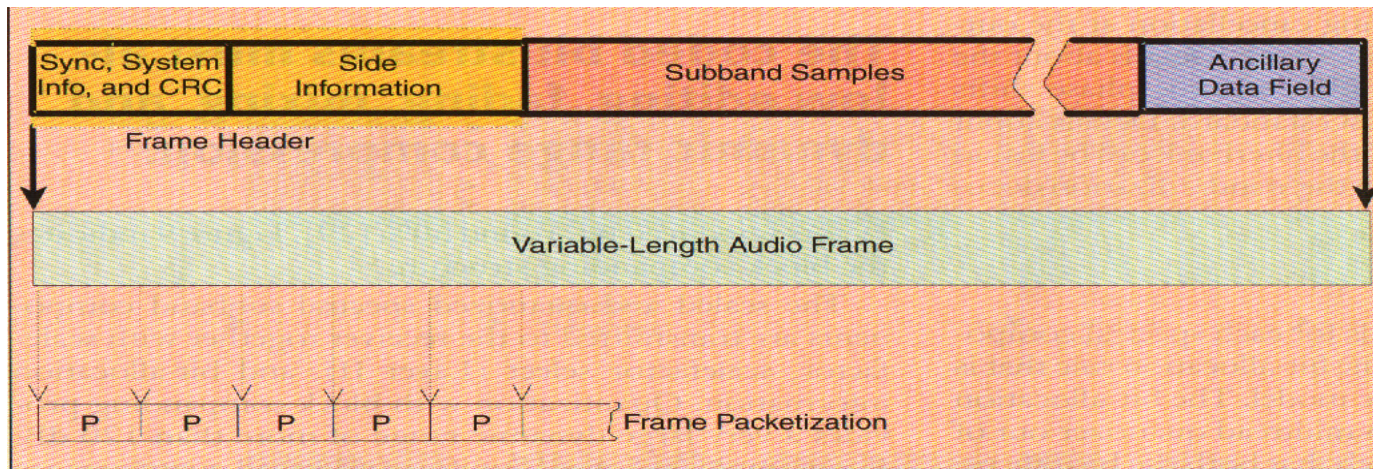 Sync, System
Info, and CRC
Side
Information
Subband Samples
Ancillary
Data Field
Frame Header
Variable-Length Audio Frame
P P P P P
Frame Packetization